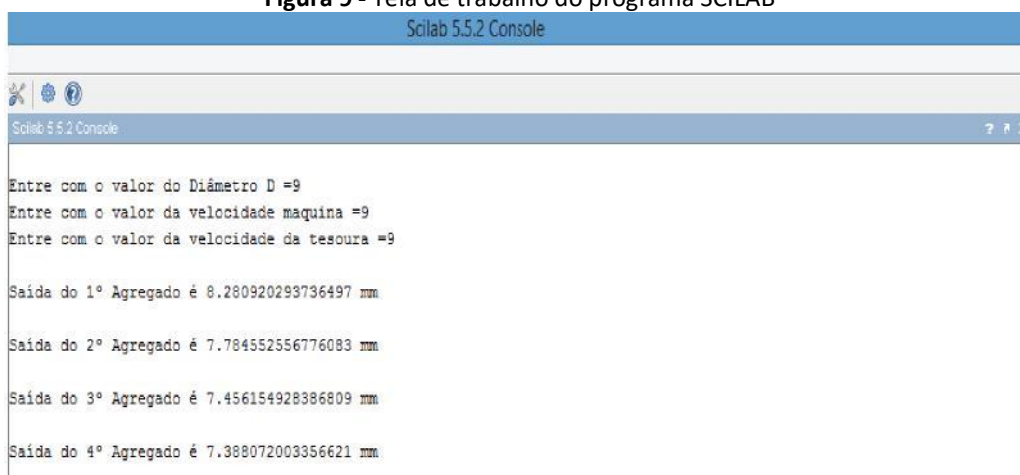 Figura 9 - Tela de trabalho do programa SCILAB
Scilab 5.5.2 Console
Scilab 5.5.2 Console
Entre com o valor do Diâmetro D =9
Entre com o valor da velocidade maquina =9
Entre com o valor da velocidade da tesoura =9
Saída do 1º Agregado é 8.280920293736497 mm
Saída do 2º Agregado é 7.784552556776083 mm
Saída do 3º Agregado é 7.456154928386809 mm
Saída do 4º Agregado é 7.388072003356621 mm